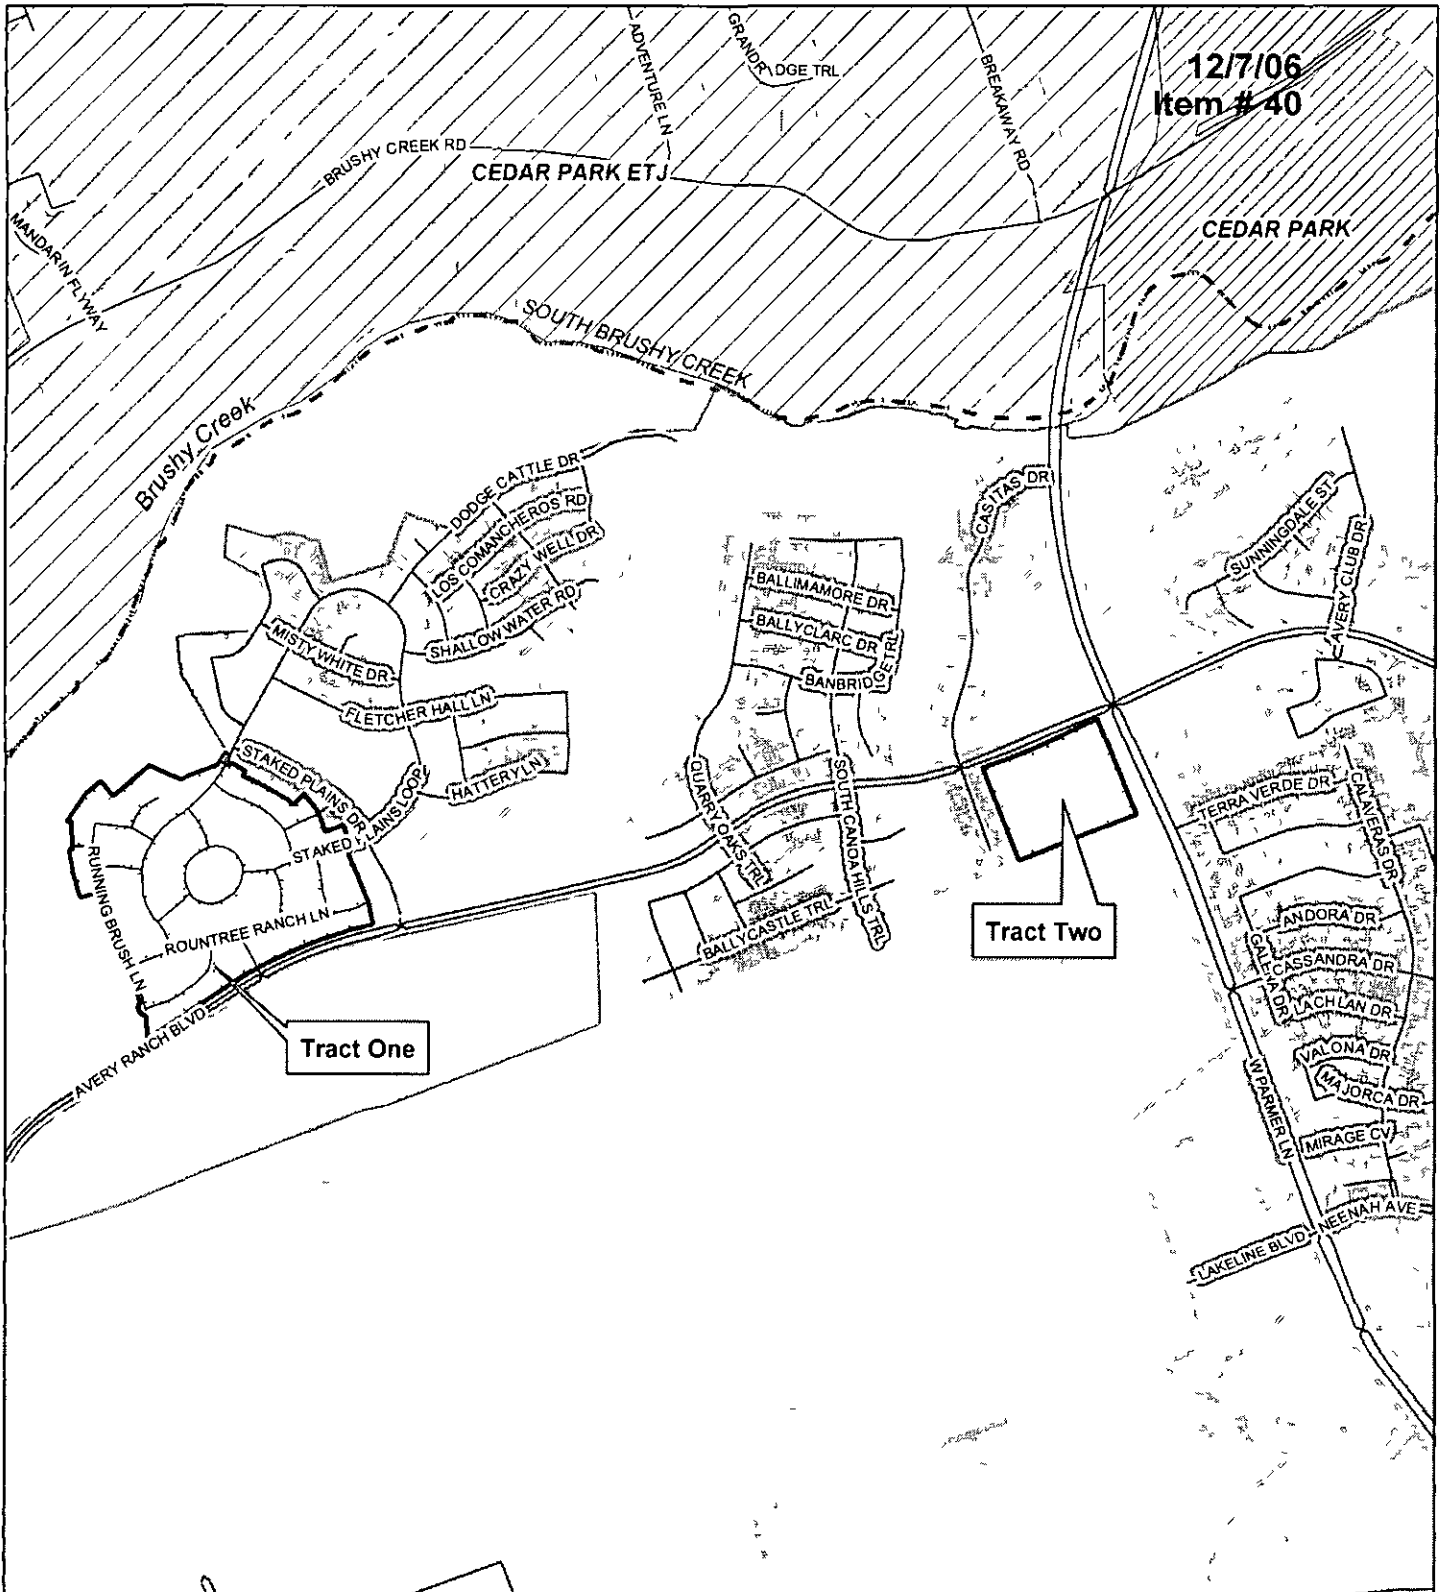 12/7/06
Item # 40
ADVENTURE LN
GRANDR DGE TRL
BREAKAWAY RD
BRUSHY CREEK RD
CEDAR PARK ETJ
CEDAR PARK
MANDARIN FLYWAY
SOUTH BRUSHY CREEK
Brushy Creek
DODGE CATTLE DR
LOS COMANCHEROS RD
CRAZY WELL DR
SHALLOW WATER RD
MISTY WHITE DR
FLETCHER HALL LN
HATTERY LN
STAKED PLAINS DR
STAKED PLAINS LOOP
RUNNING BRUSH LN
ROUNTREE RANCH LN
AVERY RANCH BLVD
Tract One
CASITAS DR
BALLIMAMORE DR
BALLYCLARC DR
BANBRIDGE TRL
QUARRY OAKS TRL
SOUTH CANOA HILLS TRL
BALLYCASTLE TRL
Tract Two
SUNNINGDALE ST
AVERY CLUB DR
TERRA VERDE DR
CALAVERAS DR
ANDORA DR
GALENA DR
CASSANDRA DR
LACHLAN DR
VALONA DR
MAJORCA DR
W PARMER LN
MIRAGE CV
NEENAH AVE
LAKELINE BLVD